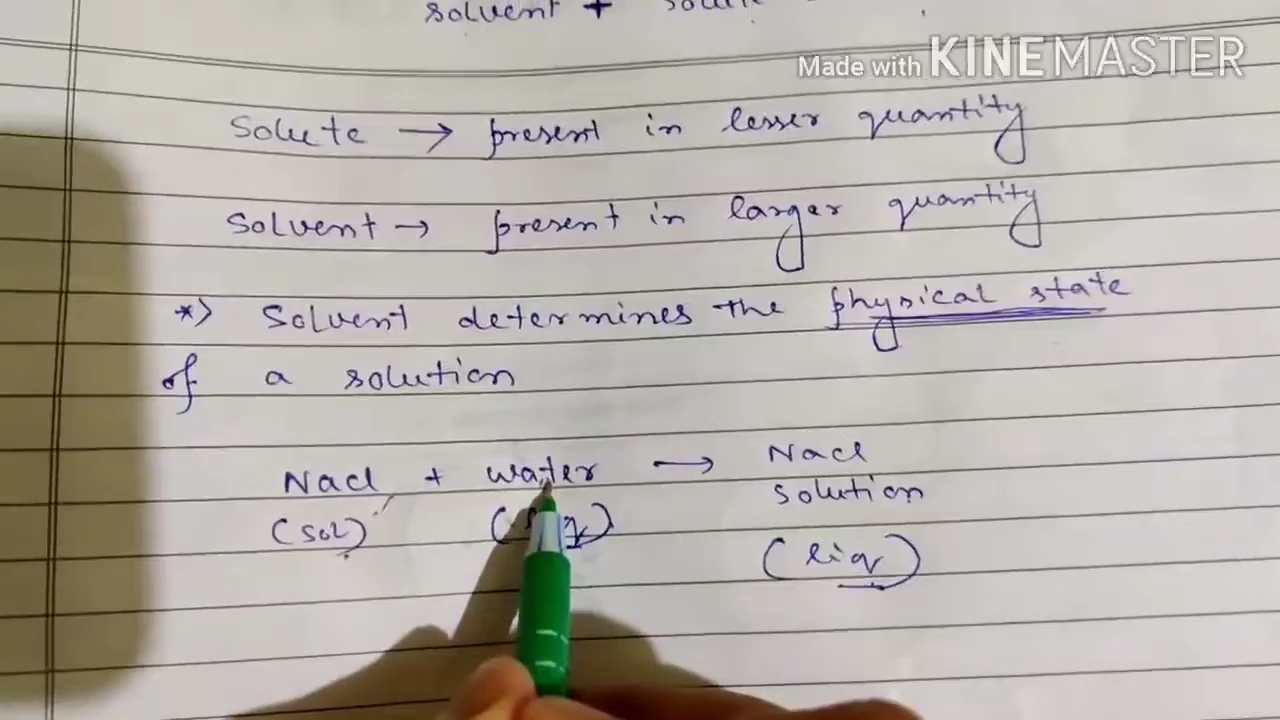 solvent +
Made with KINEMASTER
Solute → present in lesser quantity
Solvent → present in larger quantity
*) Solvent determines the physical state
of a solution
Nacl + water → Nacl
solution
(sol) (liq)